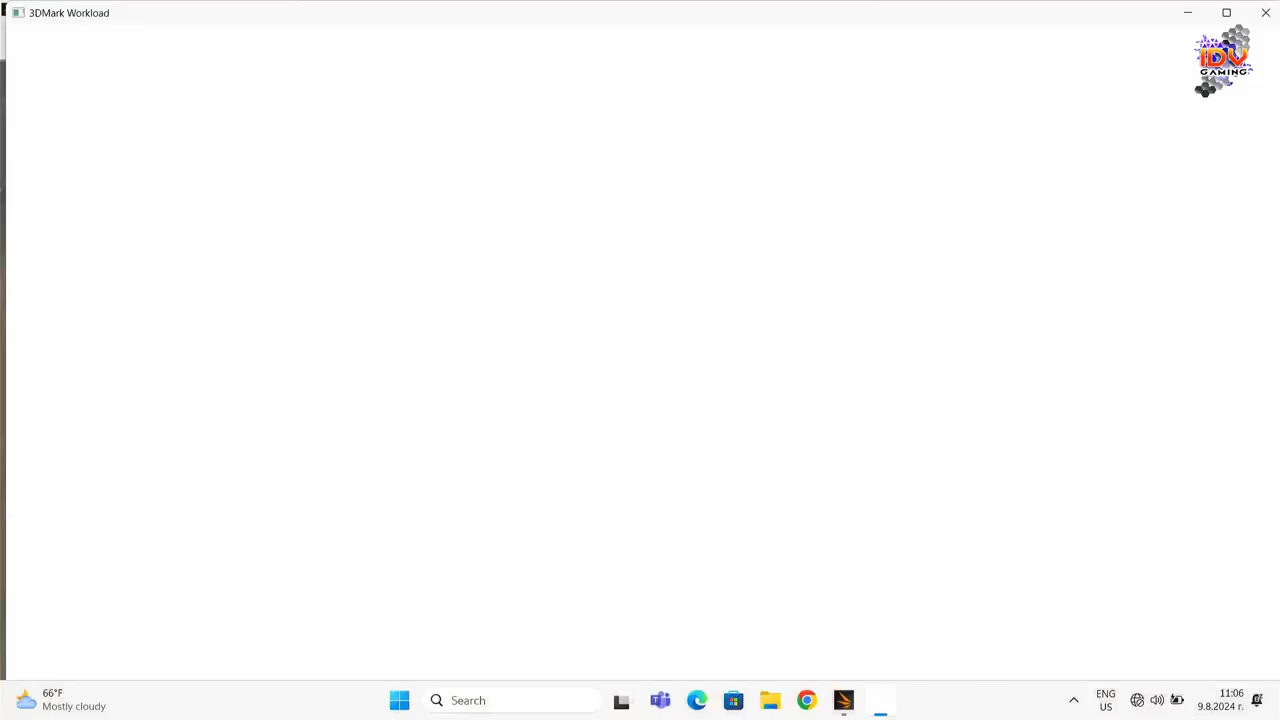 3DMark Workload
IDV
GAMING
66°F
Mostly cloudy
Search
ENG
US
11:06
9.8.2024 г.